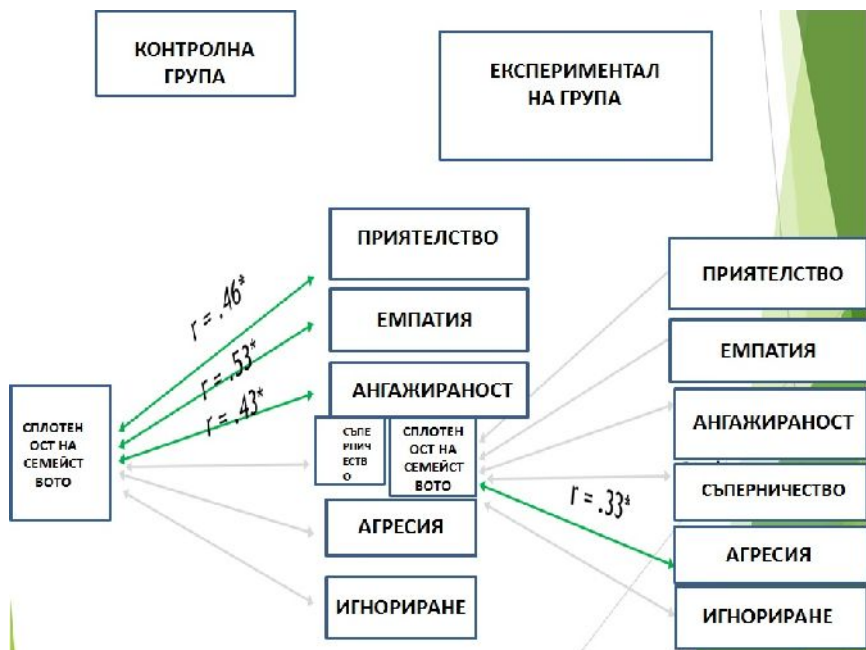 КОНТРОЛНА
ГРУПА
ЕКСПЕРИМЕНТАЛ
НА ГРУПА
СПЛОТЕН
ОСТ НА
СЕМЕЙСТ
ВОТО
r = .46*
r = .53*
r = .43*
ПРИЯТЕЛСТВО
ЕМПАТИЯ
АНГАЖИРАНОСТ
СЪПЕ
РНИЧ
ЕСТВ
О
АГРЕСИЯ
ИГНОРИРАНЕ
СПЛОТЕН
ОСТ НА
СЕМЕЙСТ
ВОТО
r = .33*
ПРИЯТЕЛСТВО
ЕМПАТИЯ
АНГАЖИРАНОСТ
СЪПЕРНИЧЕСТВО
АГРЕСИЯ
ИГНОРИРАНЕ